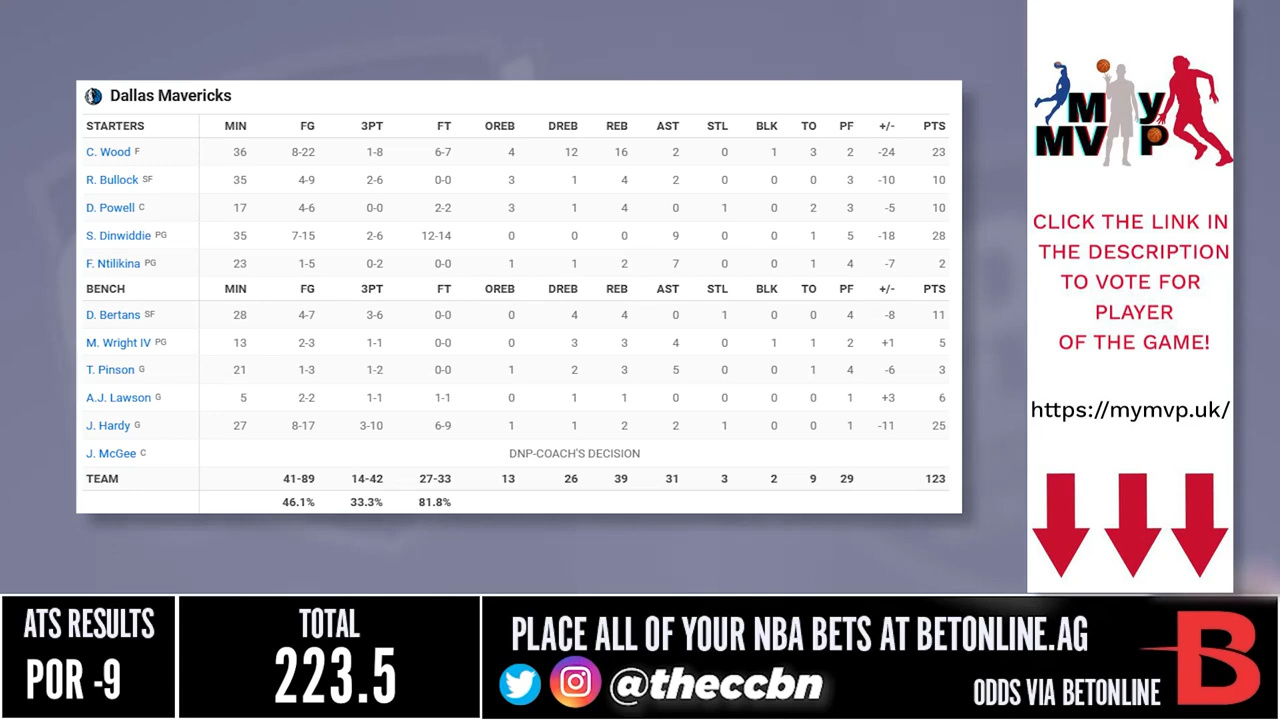 Dallas Mavericks
STARTERS MIN FG 3PT FT OREB DREB REB AST STL BLK TO PF +/- PTS
C. Wood F 36 8-22 1-8 6-7 4 12 16 2 0 1 3 2 -24 23
R. Bullock SF 35 4-9 2-6 0-0 3 1 4 2 0 0 0 3 -10 10
D. Powell C 17 4-6 0-0 2-2 3 1 4 0 1 0 2 3 -5 10
S. Dinwiddie PG 35 7-15 2-6 12-14 0 0 0 9 0 0 1 5 -18 28
F. Ntilikina PG 23 1-5 0-2 0-0 1 1 2 7 0 0 1 4 -7 2
BENCH MIN FG 3PT FT OREB DREB REB AST STL BLK TO PF +/- PTS
D. Bertans SF 28 4-7 3-6 0-0 0 4 4 0 1 0 0 4 -8 11
M. Wright IV PG 13 2-3 1-1 0-0 0 3 3 4 0 1 1 2 +1 5
T. Pinson G 21 1-3 1-2 0-0 1 2 3 5 0 0 1 4 -6 3
A.J. Lawson G 5 2-2 1-1 1-1 0 1 1 0 0 0 0 1 +3 6
J. Hardy G 27 8-17 3-10 6-9 1 1 2 2 1 0 0 1 -11 25
J. McGee C DNP-COACH'S DECISION
TEAM 41-89 14-42 27-33 13 26 39 31 3 2 9 29 123
46.1% 33.3% 81.8%
My
MVP
CLICK THE LINK IN
THE DESCRIPTION
TO VOTE FOR
PLAYER
OF THE GAME!
https://mymvp.uk/
ATS RESULTS
POR -9
TOTAL
223.5
PLACE ALL OF YOUR NBA BETS AT BETONLINE.AG
@theccbn
ODDS VIA BETONLINE
B